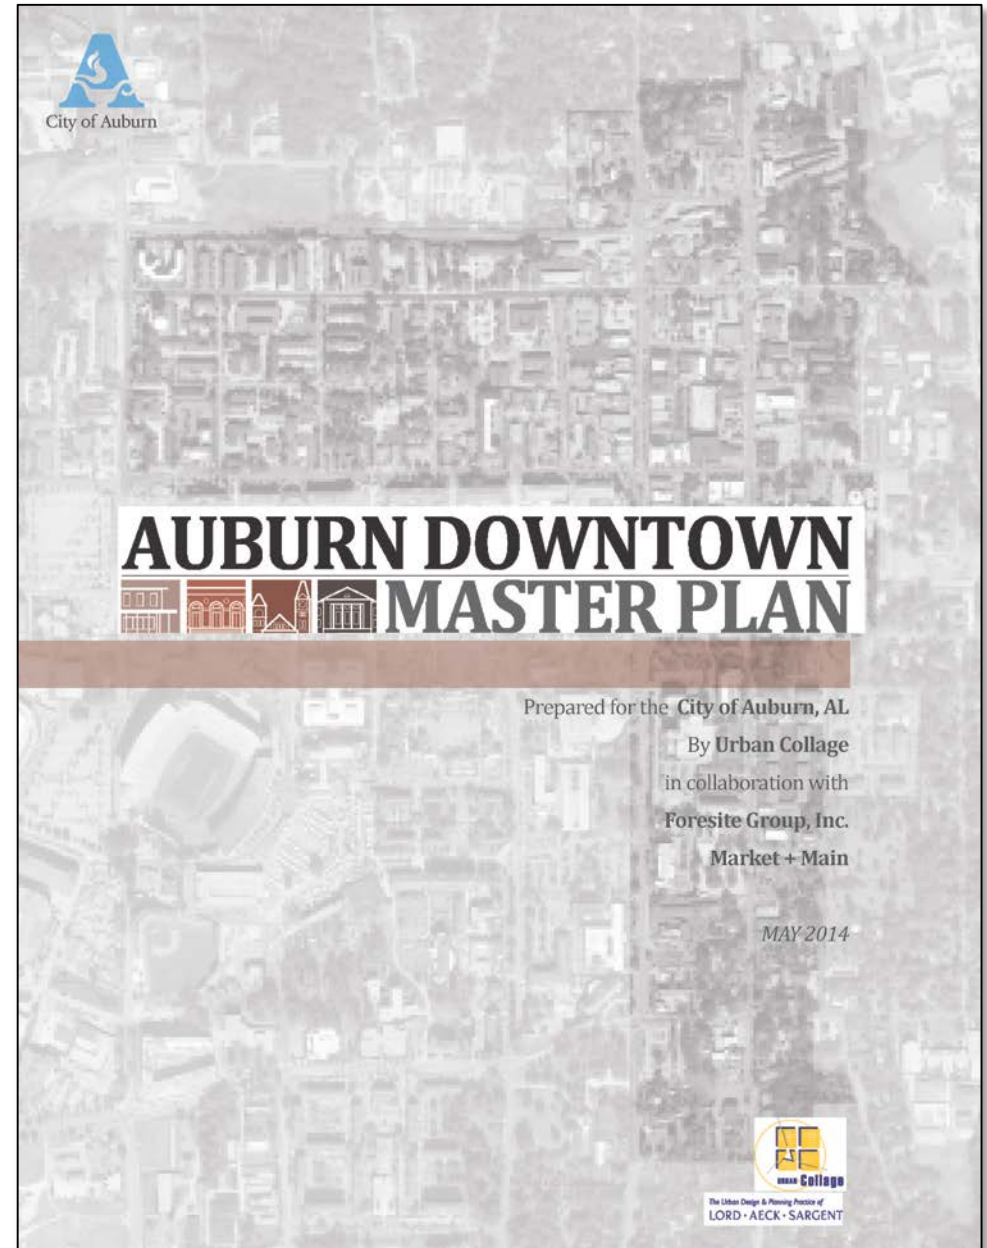 City of Auburn
AUBURN DOWNTOWN
MASTER PLAN
Prepared for the City of Auburn, AL
By Urban Collage
in collaboration with
Foresite Group, Inc.
Market + Main
MAY 2014
URBAN Collage
The Urban Design & Planning Practice of
LORD · AECK · SARGENT